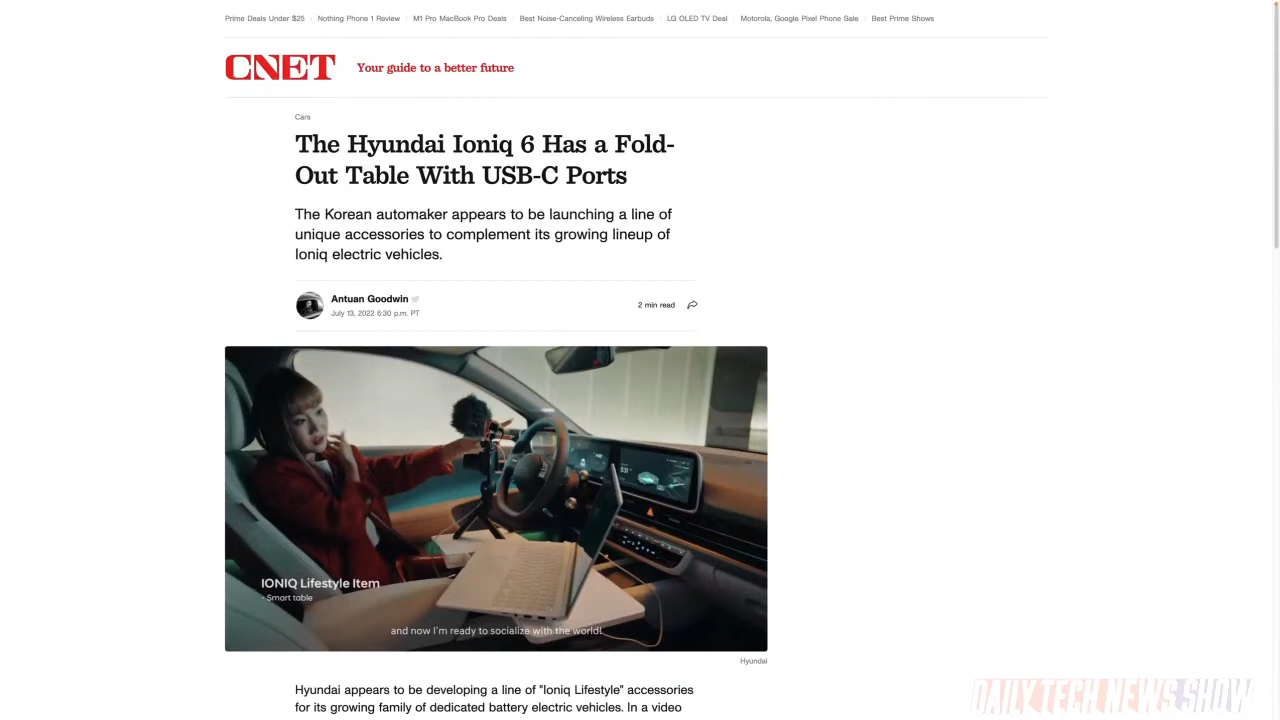 Prime Deals Under $25 | Nothing Phone 1 Review | M1 Pro MacBook Pro Deals | Best Noise-Canceling Wireless Earbuds | LG OLED TV Deal | Motorola, Google Pixel Phone Sale | Best Prime Shows
CNET Your guide to a better future
Cars
The Hyundai Ioniq 6 Has a Fold-
Out Table With USB-C Ports
The Korean automaker appears to be launching a line of
unique accessories to complement its growing lineup of
Ioniq electric vehicles.
Antuan Goodwin
July 13, 2022 6:30 p.m. PT
2 min read
IONIQ Lifestyle Item
- Smart table
and now I'm ready to socialize with the world!
Hyundai
Hyundai appears to be developing a line of "Ioniq Lifestyle" accessories
for its growing family of dedicated battery electric vehicles. In a video
DAILY TECH NEWS SHOW